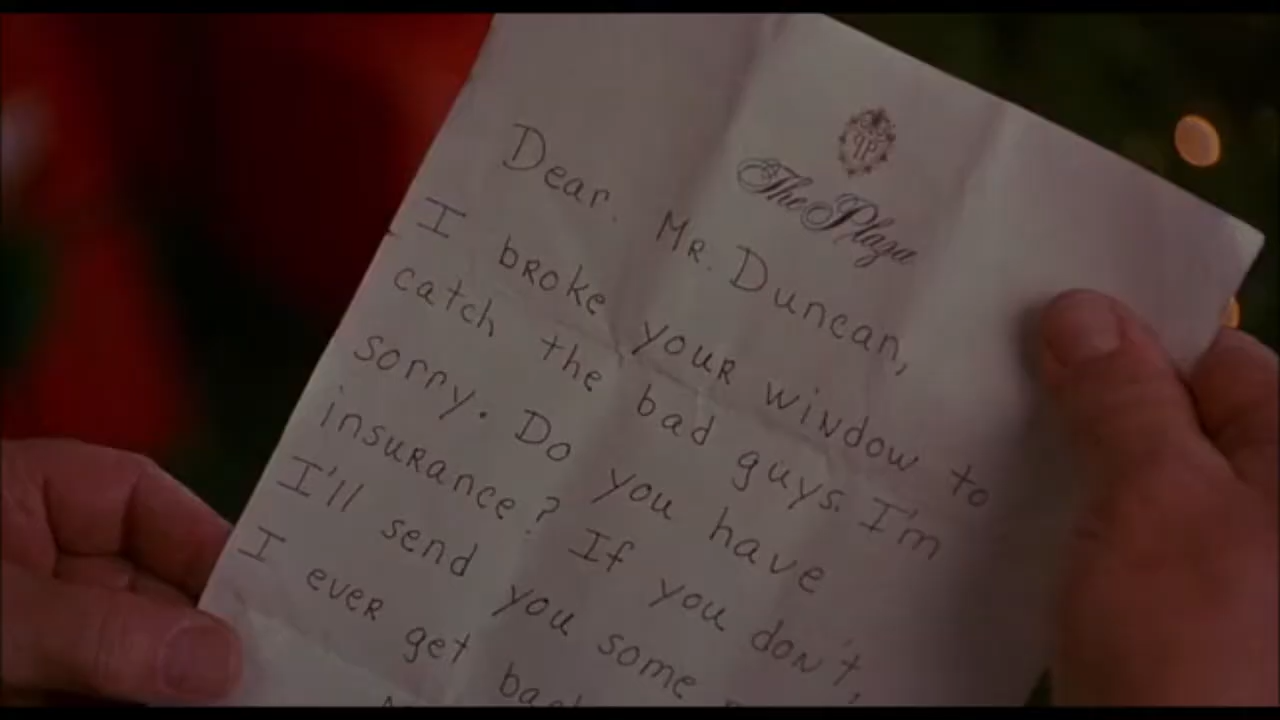 The Plaza
Dear. Mr. Duncan,
I broke your window to
catch the bad guys. I'm
sorry. Do you have
insurance? If you don't,
I'll send you some
I ever get